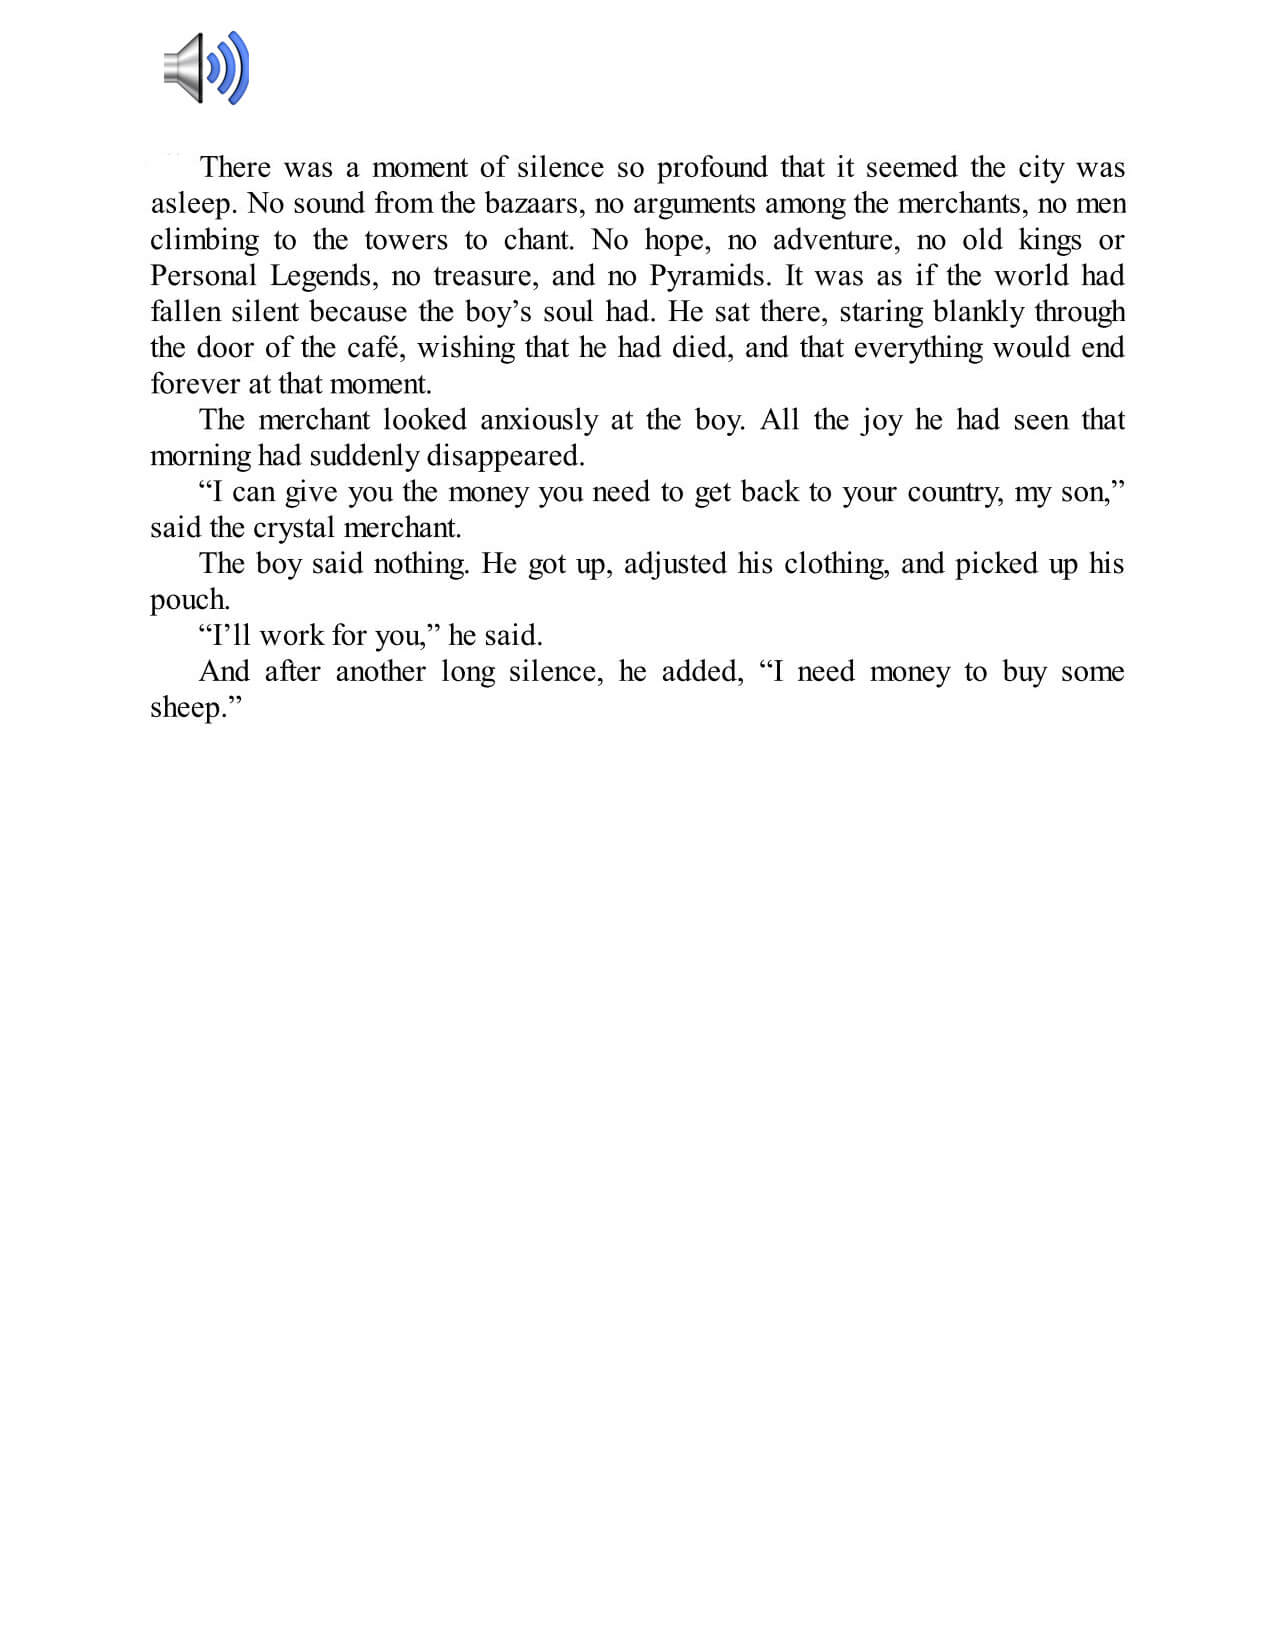 There was a moment of silence so profound that it seemed the city was
asleep. No sound from the bazaars, no arguments among the merchants, no men
climbing to the towers to chant. No hope, no adventure, no old kings or
Personal Legends, no treasure, and no Pyramids. It was as if the world had
fallen silent because the boy’s soul had. He sat there, staring blankly through
the door of the café, wishing that he had died, and that everything would end
forever at that moment.
The merchant looked anxiously at the boy. All the joy he had seen that
morning had suddenly disappeared.
“I can give you the money you need to get back to your country, my son,”
said the crystal merchant.
The boy said nothing. He got up, adjusted his clothing, and picked up his
pouch.
“I’ll work for you,” he said.
And after another long silence, he added, “I need money to buy some
sheep.”